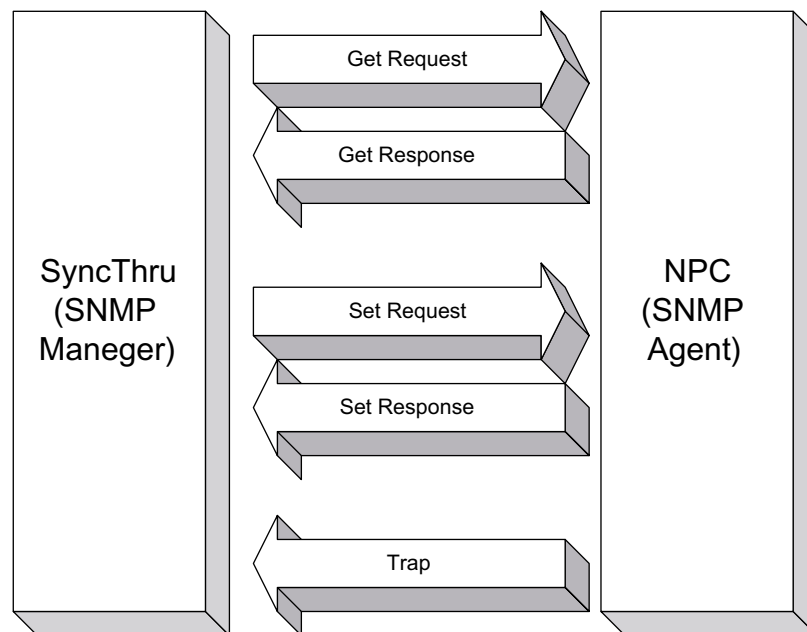 Get Request
Get Response
SyncThru
(SNMP
Maneger)
NPC
(SNMP
Agent)
Set Request
Set Response
Trap